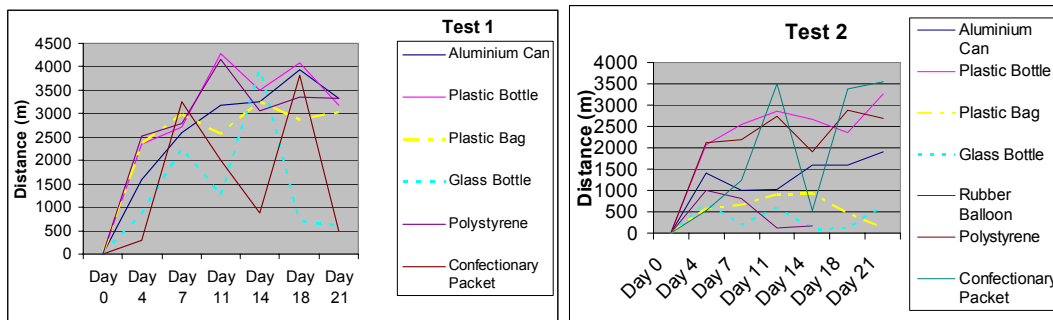 Test 1
Distance (m)
4500
4000
3500
3000
2500
2000
1500
1000
500
0
Day 0
Day 4
Day 7
Day 11
Day 14
Day 18
Day 21
Aluminium Can
Plastic Bottle
Plastic Bag
Glass Bottle
Polystyrene
Confectionary
Packet
Test 2
Distance (m)
4000
3500
3000
2500
2000
1500
1000
500
0
Day 0
Day 4
Day 7
Day 11
Day 14
Day 18
Day 21
Aluminium
Can
Plastic Bottle
Plastic Bag
Glass Bottle
Rubber
Balloon
Polystyrene
Confectionary
Packet